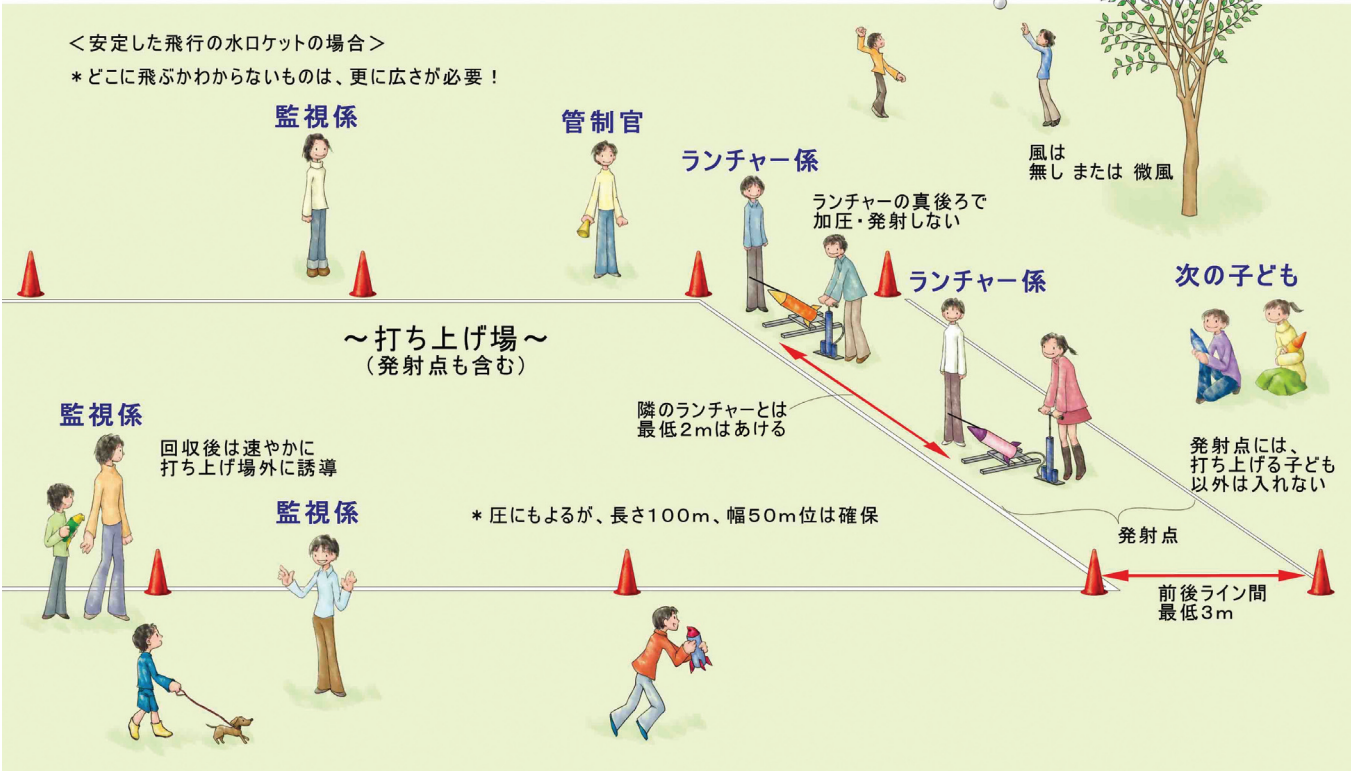 ＜安定した飛行の水ロケットの場合＞
＊どこに飛ぶかわからないものは、更に広さが必要！
監視係
管制官
ランチャー係
風は
無し または 微風
ランチャーの真後ろで
加圧・発射しない
ランチャー係
次の子ども
～打ち上げ場～
（発射点も含む）
隣のランチャーとは
最低2ｍはあける
監視係
回収後は速やかに
打ち上げ場外に誘導
発射点には、
打ち上げる子ども
以外は入れない
監視係
＊圧にもよるが、長さ100ｍ、幅50ｍ位は確保
発射点
前後ライン間
最低3ｍ